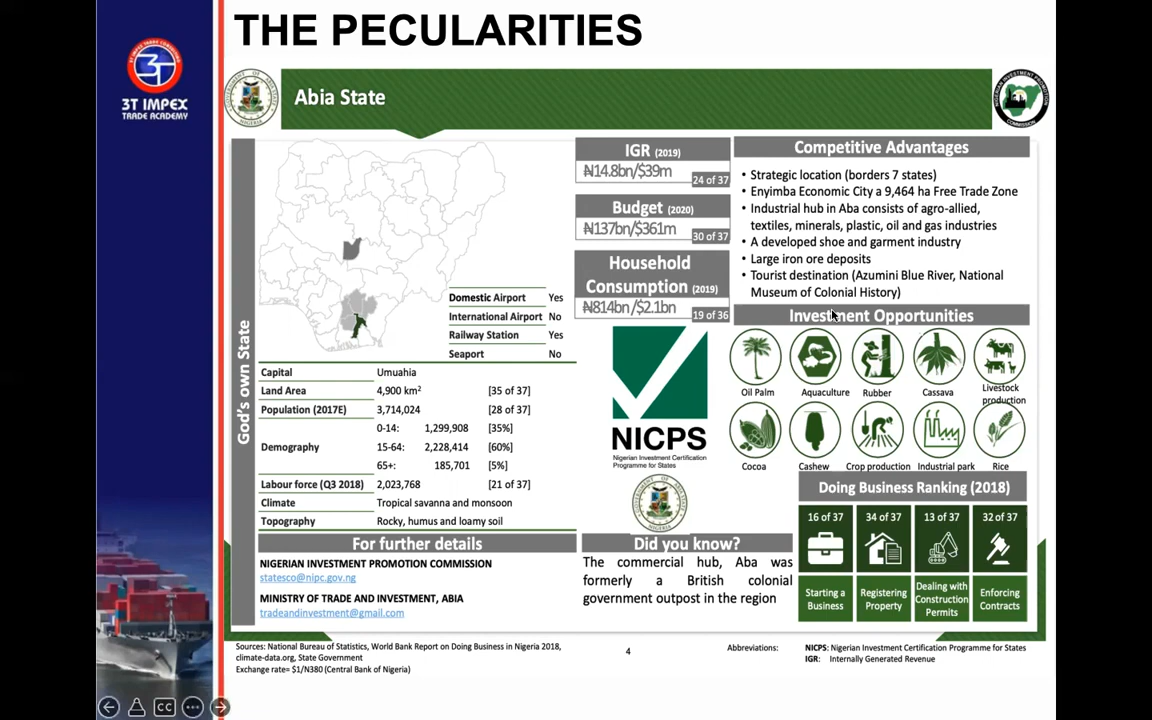 THE PECULARITIES
3T IMPEX TRADE CONSULTING
3T
3T IMPEX
TRADE ACADEMY
Abia State
God's own State
Domestic Airport Yes
International Airport No
Railway Station Yes
Seaport No
Capital Umuahia
Land Area 4,900 km² [35 of 37]
Population (2017E) 3,714,024 [28 of 37]
Demography
0-14: 1,299,908 [35%]
15-64: 2,228,414 [60%]
65+: 185,701 [5%]
Labour force (Q3 2018) 2,023,768 [21 of 37]
Climate Tropical savanna and monsoon
Topography Rocky, humus and loamy soil
For further details
NIGERIAN INVESTMENT PROMOTION COMMISSION
statesco@nipc.gov.ng
MINISTRY OF TRADE AND INVESTMENT, ABIA
tradeandinvestment@gmail.com
IGR (2019)
₦14.8bn/$39m
24 of 37
Budget (2020)
₦137bn/$361m
30 of 37
Household
Consumption (2019)
₦814bn/$2.1bn
19 of 36
NICPS
Nigerian Investment Certification
Programme for States
Did you know?
The commercial hub, Aba was
formerly a British colonial
government outpost in the region
Competitive Advantages
• Strategic location (borders 7 states)
• Enyimba Economic City a 9,464 ha Free Trade Zone
• Industrial hub in Aba consists of agro-allied,
textiles, minerals, plastic, oil and gas industries
• A developed shoe and garment industry
• Large iron ore deposits
• Tourist destination (Azumini Blue River, National
Museum of Colonial History)
Investment Opportunities
Oil Palm Aquaculture Rubber Cassava Livestock
production
Cocoa Cashew Crop production Industrial park Rice
Doing Business Ranking (2018)
16 of 37 34 of 37 13 of 37 32 of 37
Starting a
Business
Registering
Property
Dealing with
Construction
Permits
Enforcing
Contracts
Sources: National Bureau of Statistics, World Bank Report on Doing Business in Nigeria 2018,
climate-data.org, State Government
Exchange rate= $1/N380 (Central Bank of Nigeria)
4
Abbreviations:
NICPS: Nigerian Investment Certification Programme for States
IGR: Internally Generated Revenue
CC